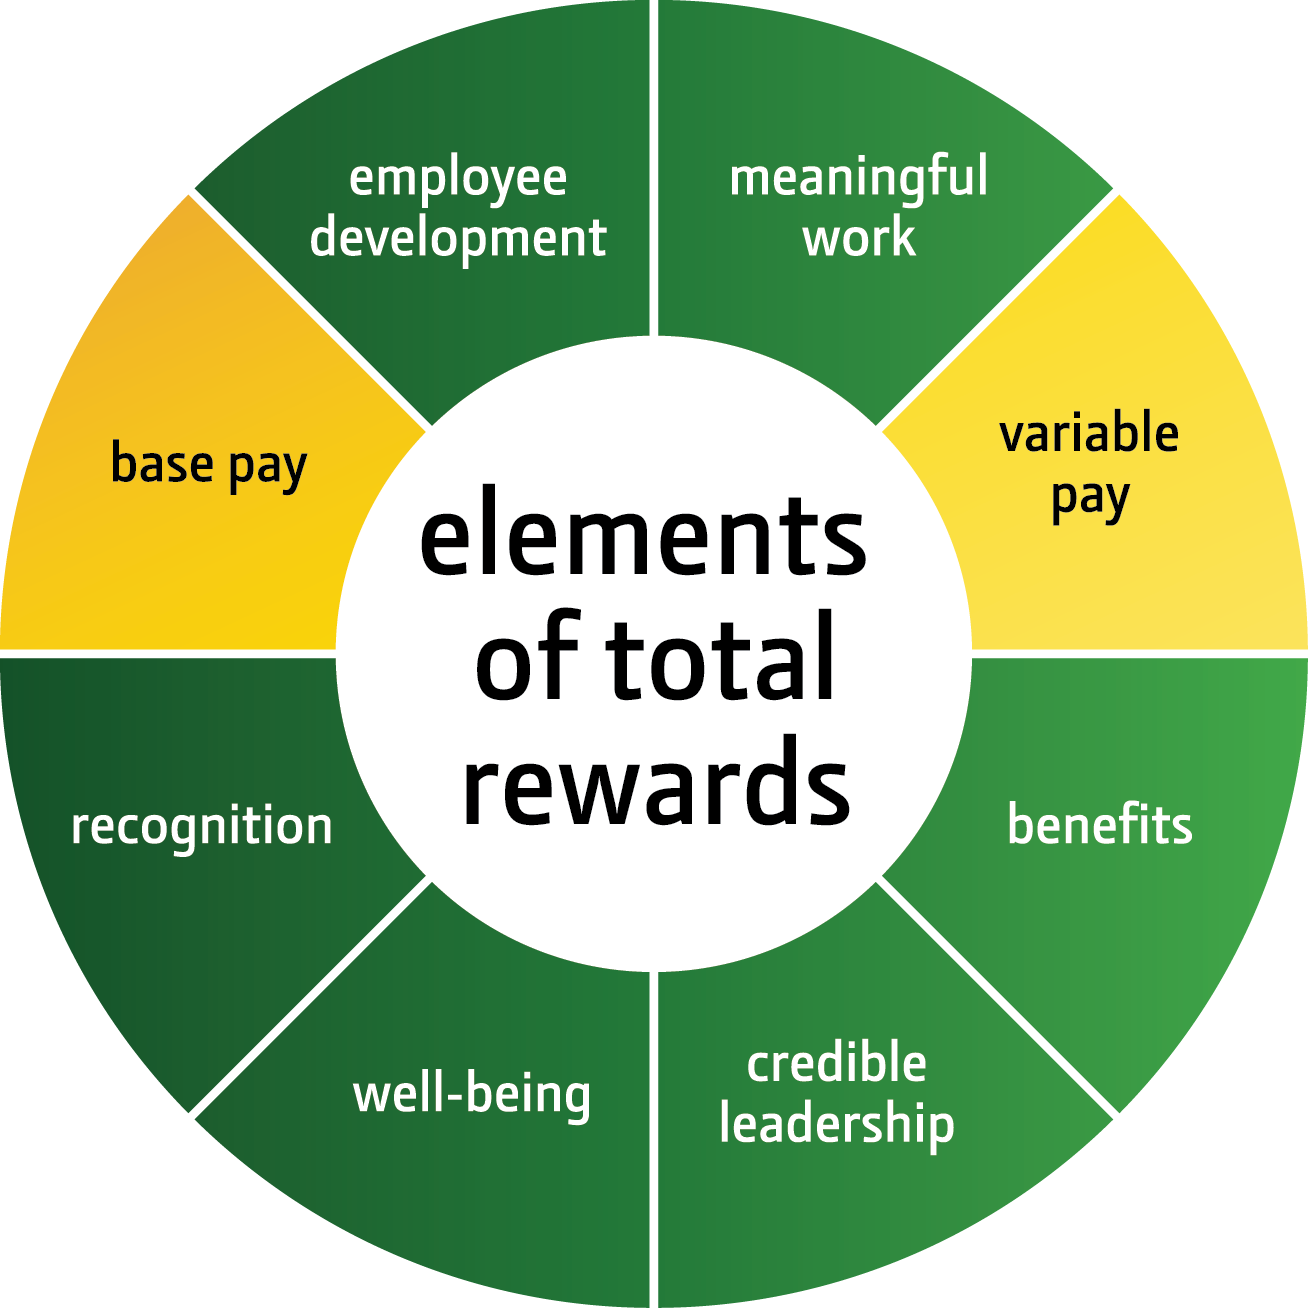 employee
development
meaningful
work
variable
pay
benefits
credible
leadership
well-being
recognition
base pay
elements
of total
rewards